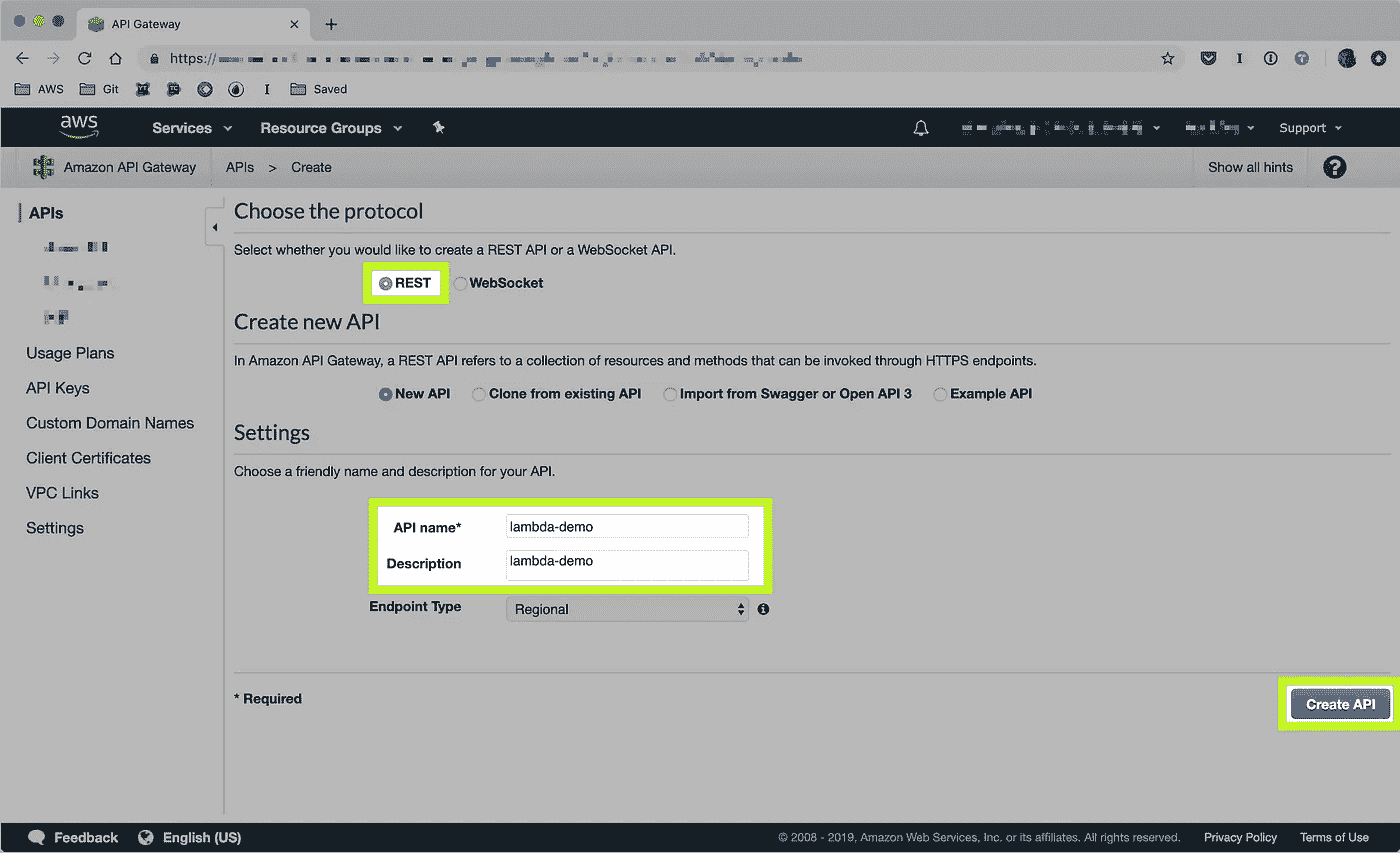 API Gateway
https://
AWS Git I Saved
aws Services Resource Groups Support
Amazon API Gateway APIs > Create Show all hints ?
APIs
Choose the protocol
Select whether you would like to create a REST API or a WebSocket API.
REST WebSocket
Create new API
In Amazon API Gateway, a REST API refers to a collection of resources and methods that can be invoked through HTTPS endpoints.
New API Clone from existing API Import from Swagger or Open API 3 Example API
Usage Plans
API Keys
Custom Domain Names
Client Certificates
VPC Links
Settings
Settings
Choose a friendly name and description for your API.
API name* lambda-demo
Description lambda-demo
Endpoint Type Regional
* Required
Create API
Feedback English (US) © 2008 - 2019, Amazon Web Services, Inc. or its affiliates. All rights reserved. Privacy Policy Terms of Use